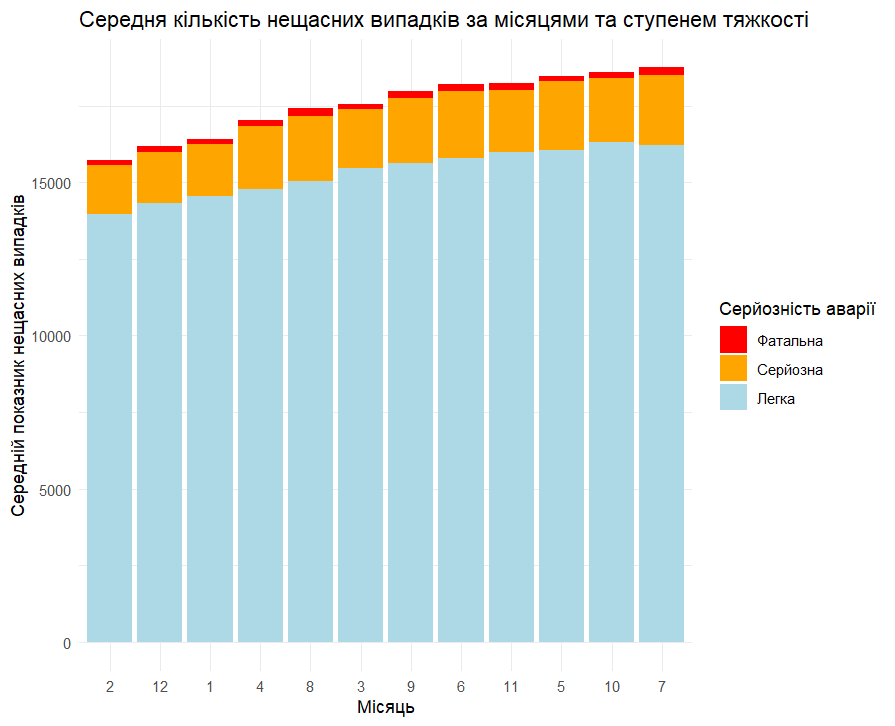 Середня кількість нещасних випадків за місяцями та ступенем тяжкості
Середній показник нещасних випадків
15000
10000
5000
0
2 12 1 4 8 3 9 6 11 5 10 7
Місяць
Серйозність аварії
Фатальна
Серйозна
Легка